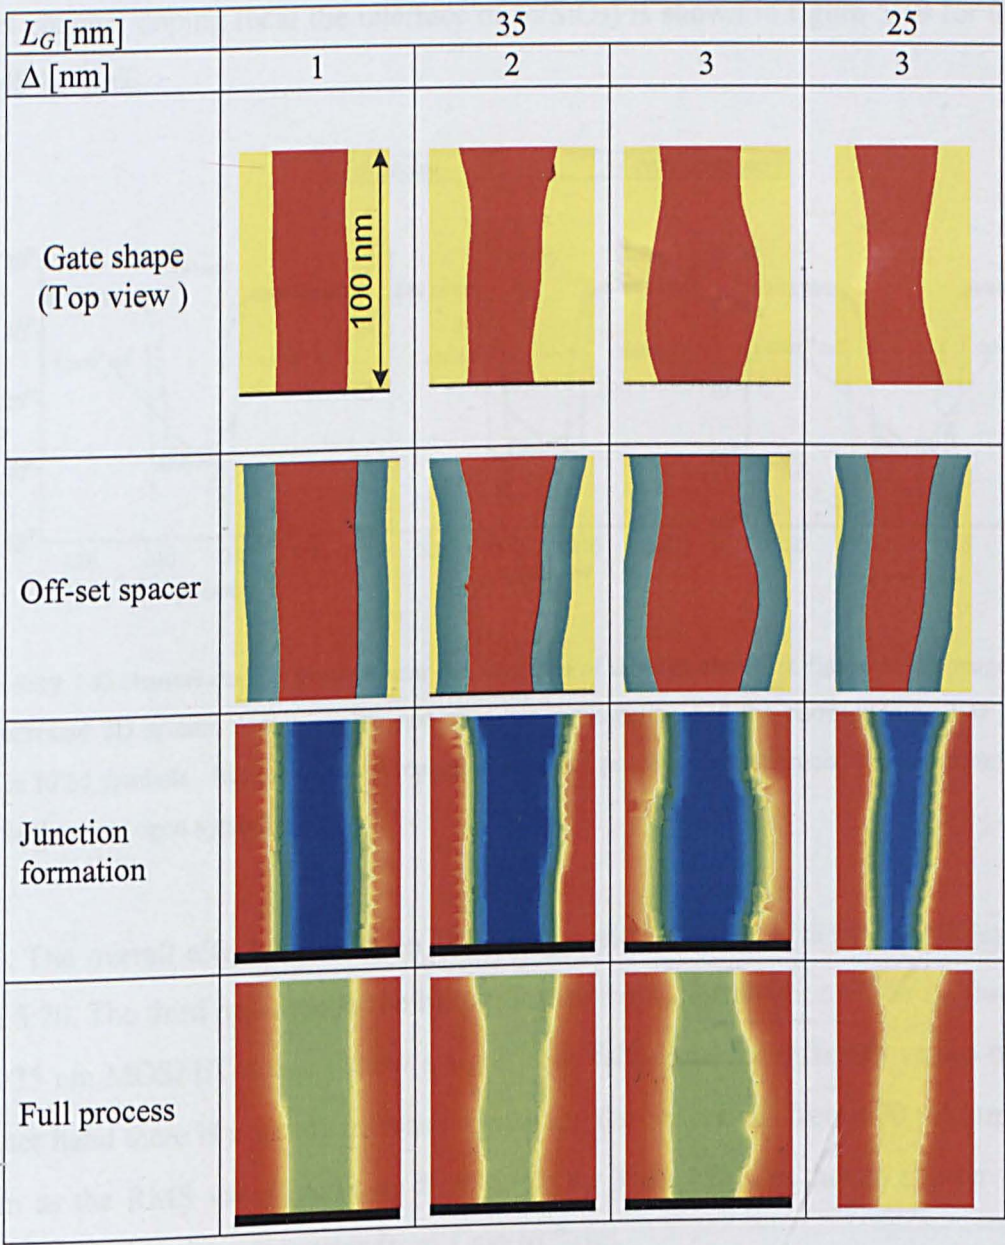 L_G [nm] 35 25
Δ [nm] 1 2 3 3
Gate shape
(Top view )
100 nm
Off-set spacer
Junction
formation
Full process